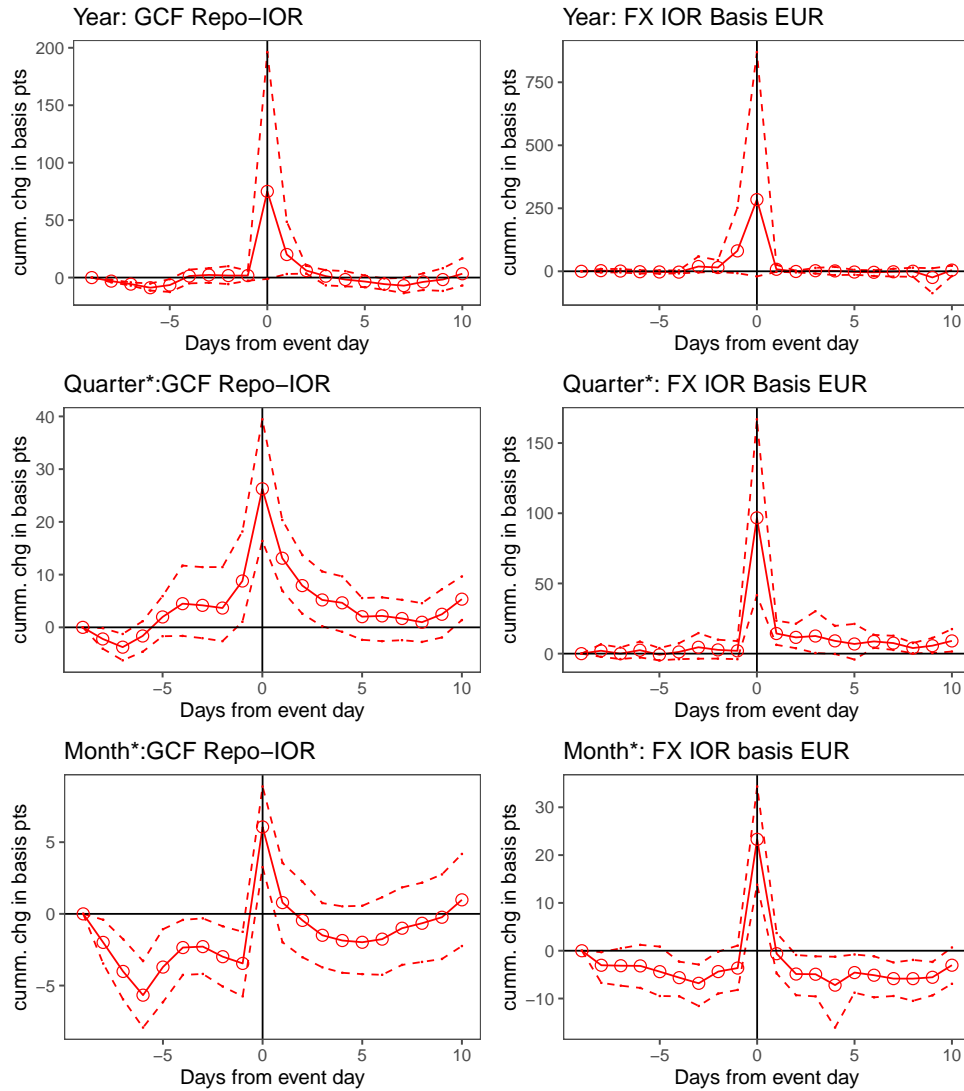 Year: GCF Repo−IOR
cumm. chg in basis pts
200
150
100
50
0
−5 0 5 10
Days from event day
Year: FX IOR Basis EUR
cumm. chg in basis pts
750
500
250
0
−5 0 5 10
Days from event day
Quarter*:GCF Repo−IOR
cumm. chg in basis pts
40
30
20
10
0
−5 0 5 10
Days from event day
Quarter*: FX IOR Basis EUR
cumm. chg in basis pts
150
100
50
0
−5 0 5 10
Days from event day
Month*:GCF Repo−IOR
cumm. chg in basis pts
5
0
−5
−5 0 5 10
Days from event day
Month*: FX IOR basis EUR
cumm. chg in basis pts
30
20
10
0
−10
−5 0 5 10
Days from event day